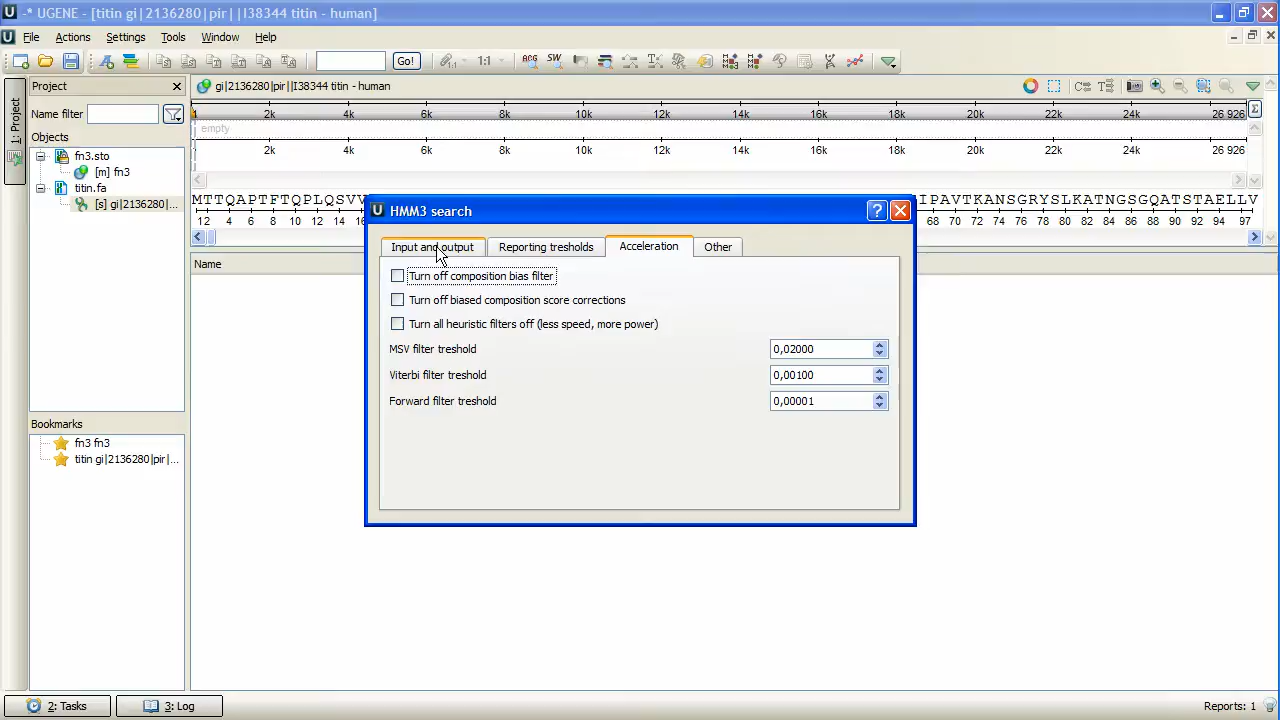 -* UGENE - [titin gi|2136280|pir||I38344 titin - human]
File Actions Settings Tools Window Help
Go!
1:1
ACG SW
Project
gi|2136280|pir||I38344 titin - human
1: Project
Name filter
Objects
fn3.sto
[m] fn3
titin.fa
[s] gi|2136280|...
1 2k 4k 6k 8k 10k 12k 14k 16k 18k 20k 22k 24k 26 926
empty
2k 4k 6k 8k 10k 12k 14k 16k 18k 20k 22k 24k 26 926
Σ
MTTQAPTFTQPLQSVV
IPAVTKANSGRYSLKATNGSGQATSTAELLV
2 4 6 8 10 12 14 16
68 70 72 74 76 78 80 82 84 86 88 90 92 94 97
Name
HMM3 search
Input and output Reporting tresholds Acceleration Other
Turn off composition bias filter
Turn off biased composition score corrections
Turn all heuristic filters off (less speed, more power)
MSV filter treshold 0,02000
Viterbi filter treshold 0,00100
Forward filter treshold 0,00001
Bookmarks
fn3 fn3
titin gi|2136280|pir|...
2: Tasks 3: Log Reports: 1